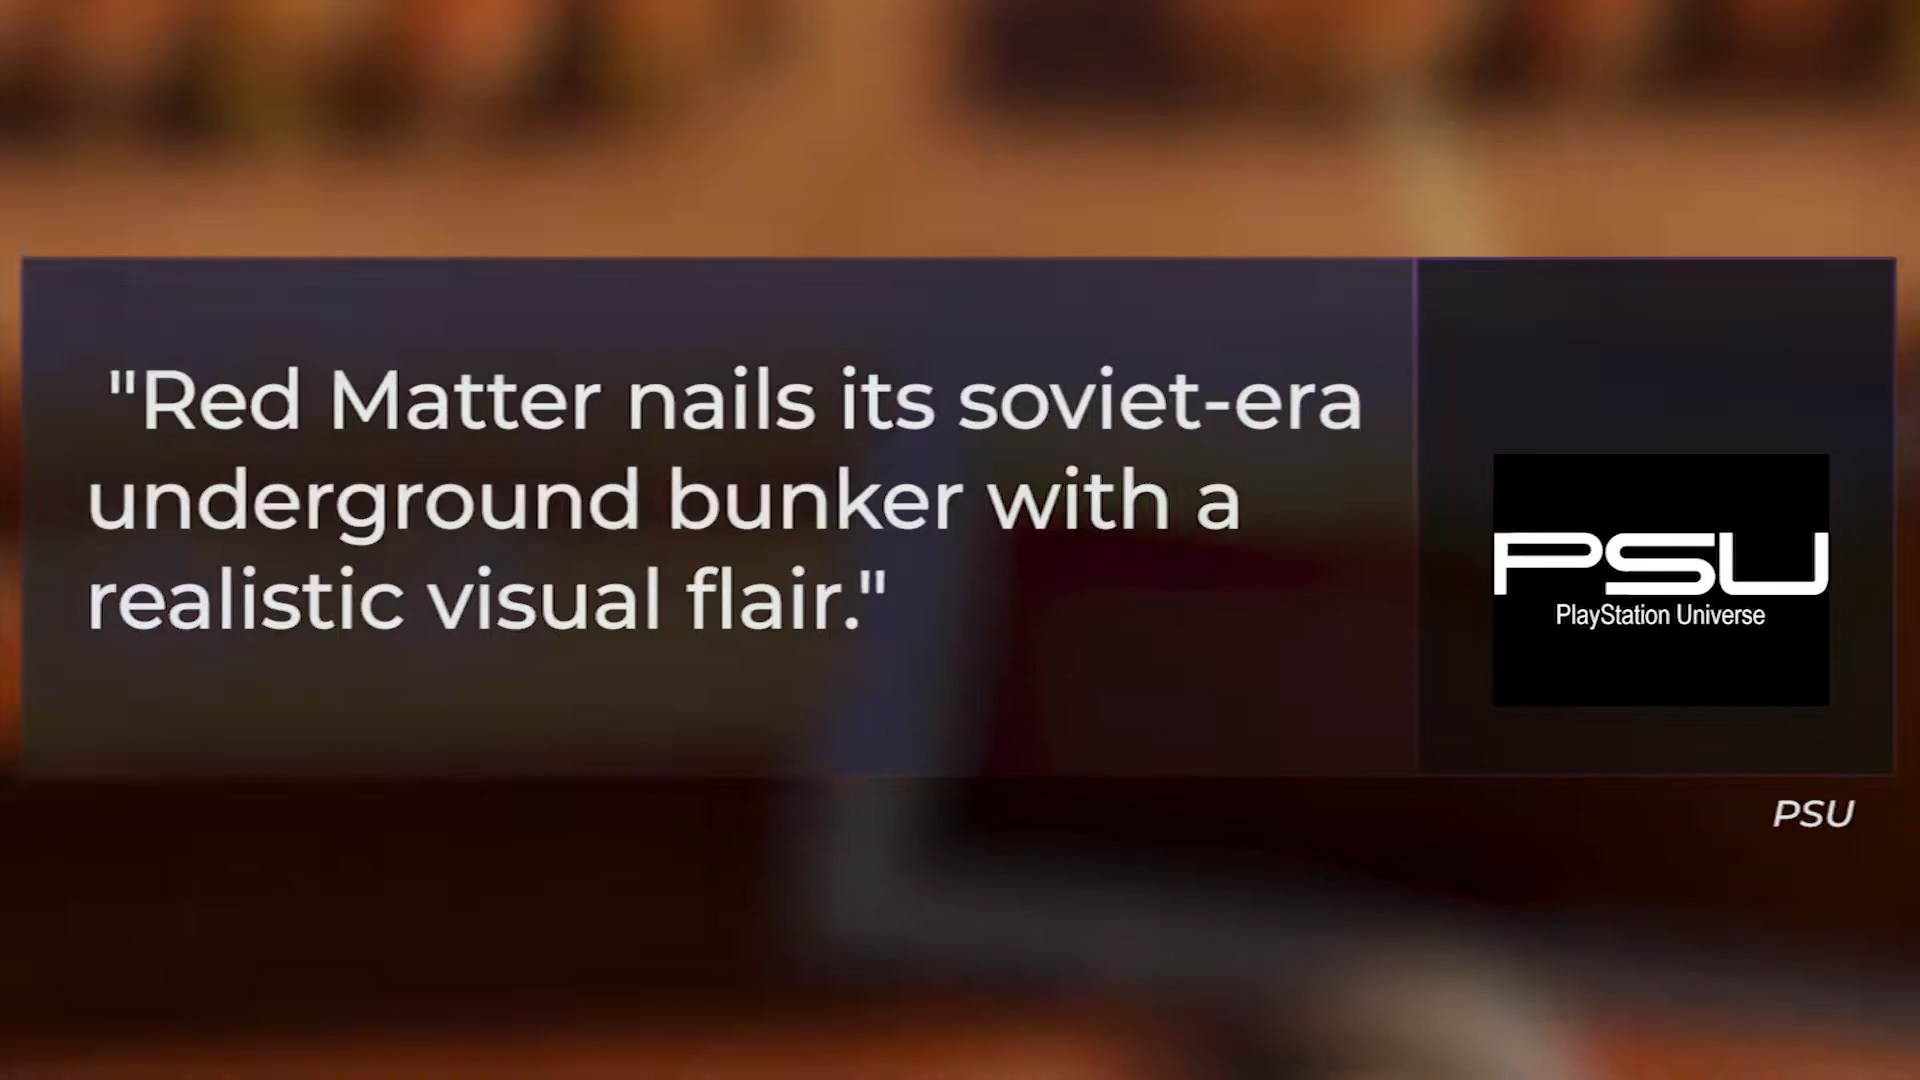 "Red Matter nails its soviet-era
underground bunker with a
realistic visual flair."
PSU
PlayStation Universe
PSU